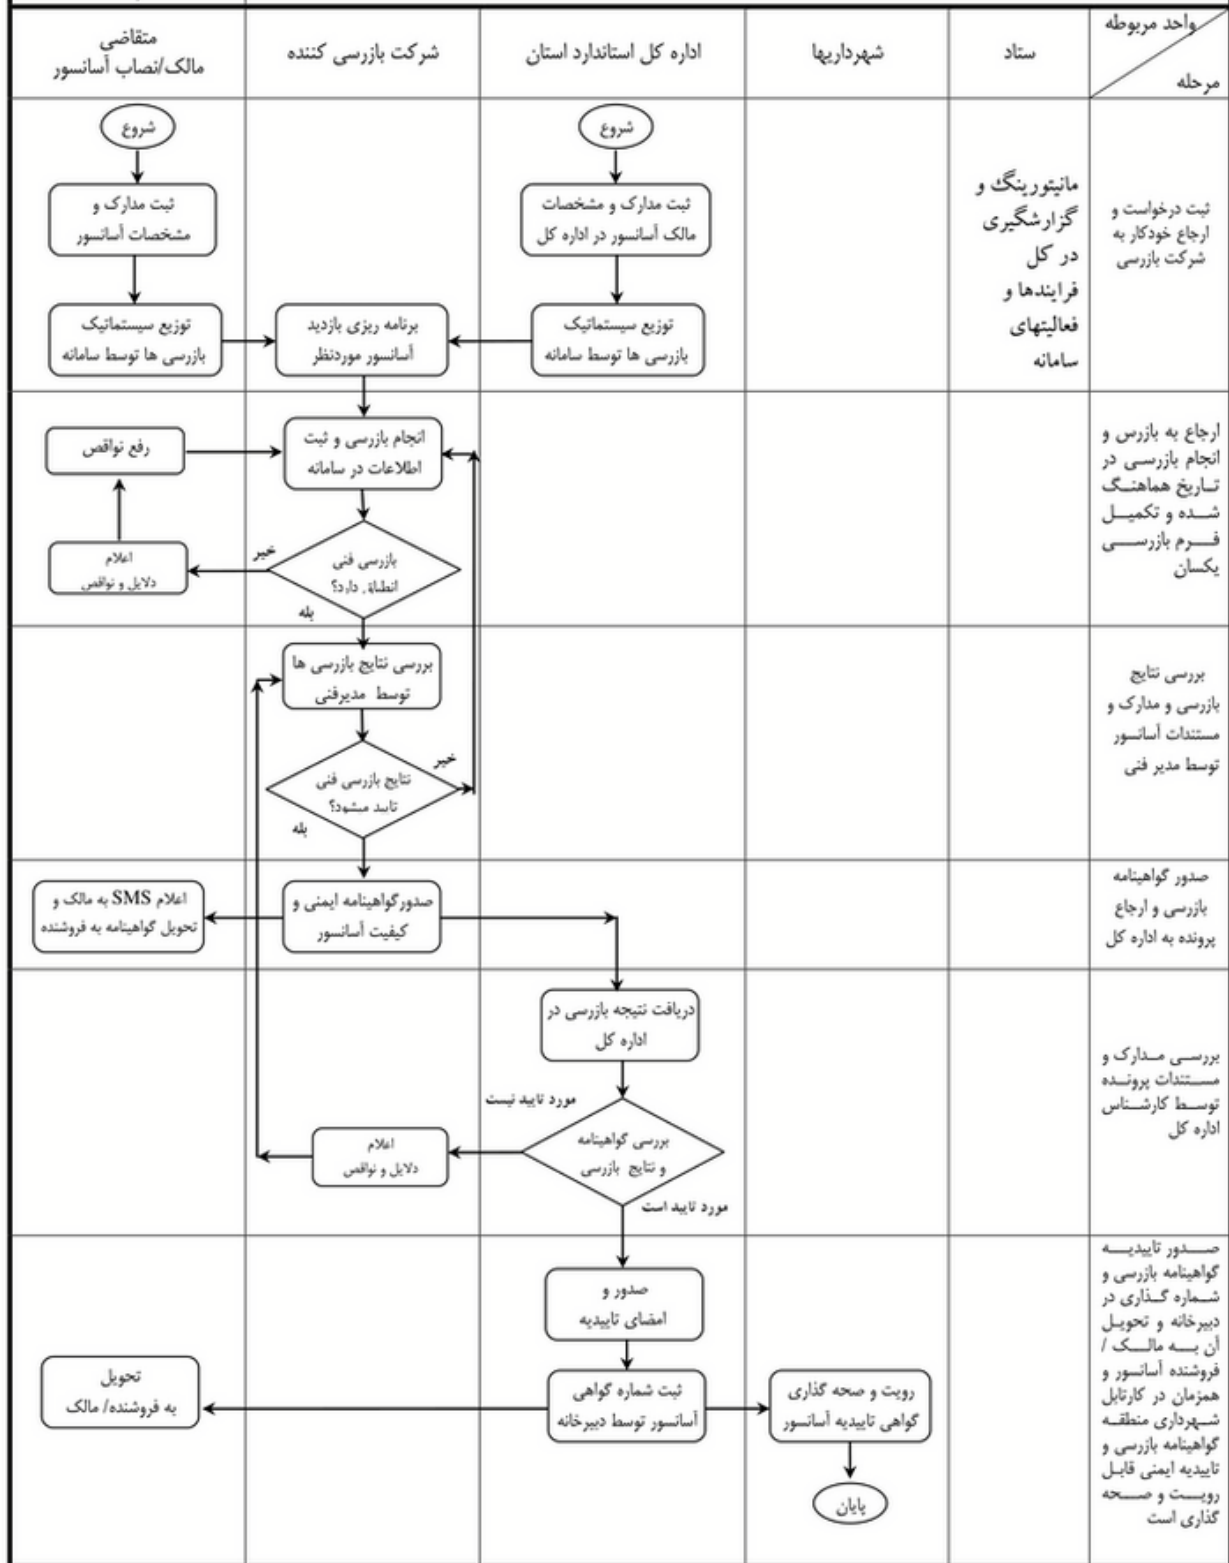 واحد مربوطه
مرحله
ستاد
شهرداریها
اداره کل استاندارد استان
شرکت بازرسی کننده
متقاضی
مالک/نصاب آسانسور
ثبت درخواست و
ارجاع خودکار به
شرکت بازرسی
مانیتورینگ و
گزارشگیری
در کل
فرایندها و
فعالیتهای
سامانه
شروع
ثبت مدارک و مشخصات
مالک آسانسور در اداره کل
توزیع سیستماتیک
بازرسی ها توسط سامانه
برنامه ریزی بازدید
آسانسور موردنظر
شروع
ثبت مدارک و
مشخصات آسانسور
توزیع سیستماتیک
بازرسی ها توسط سامانه
ارجاع به بازرس و
انجام بازرسی در
تاریخ هماهنگ
شده و تکمیل
فرم بازرسی
یکسان
انجام بازرسی و ثبت
اطلاعات در سامانه
رفع نواقص
بازرسی فنی
انطباق دارد؟
خیر
بله
اعلام
دلایل و نواقص
بررسی نتایج
بازرسی و مدارک و
مستندات آسانسور
توسط مدیر فنی
بررسی نتایج بازرسی ها
توسط مدیرفنی
نتایج بازرسی فنی
تایید میشود؟
خیر
بله
صدور گواهینامه
بازرسی و ارجاع
پرونده به اداره کل
صدورگواهینامه ایمنی و
کیفیت آسانسور
اعلام SMS به مالک و
تحویل گواهینامه به فروشنده
بررسی مدارک و
مستندات پرونده
توسط کارشناس
اداره کل
دریافت نتیجه بازرسی در
اداره کل
مورد تایید نیست
بررسی گواهینامه
و نتایج بازرسی
مورد تایید است
اعلام
دلایل و نواقص
صدور تاییدیه
گواهینامه بازرسی و
شماره گذاری در
دبیرخانه و تحویل
آن به مالک /
فروشنده آسانسور و
همزمان در کارتابل
شهرداری منطقه
گواهینامه بازرسی و
تاییدیه ایمنی قابل
رویت و صحه
گذاری است
صدور و
امضای تاییدیه
رویت و صحه گذاری
گواهی تاییدیه آسانسور
ثبت شماره گواهی
آسانسور توسط دبیرخانه
تحویل
به فروشنده/ مالک
پایان